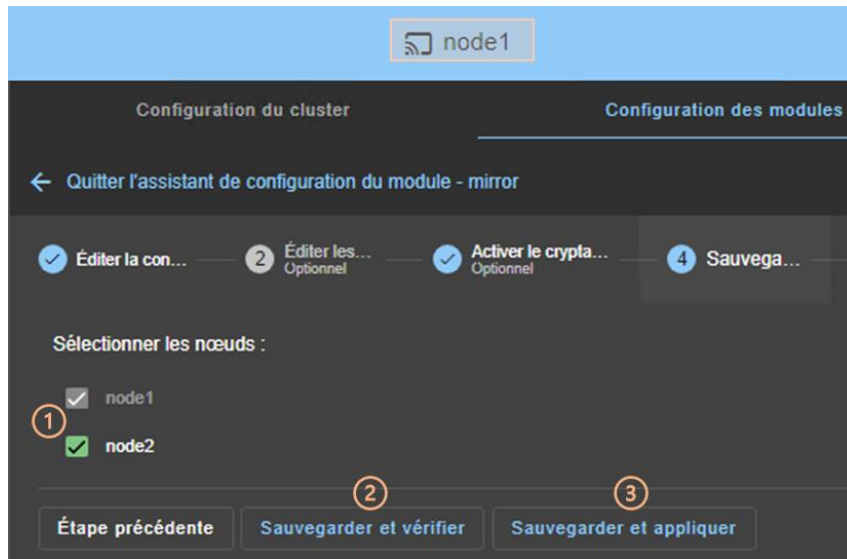 node1
Configuration du cluster
Configuration des modules
Quitter l'assistant de configuration du module - mirror
Éditer la con...
2 Éditer les...
Optionnel
Activer le crypta...
Optionnel
4 Sauvega...
Sélectionner les nœuds :
node1
1
node2
2
3
Étape précédente
Sauvegarder et vérifier
Sauvegarder et appliquer